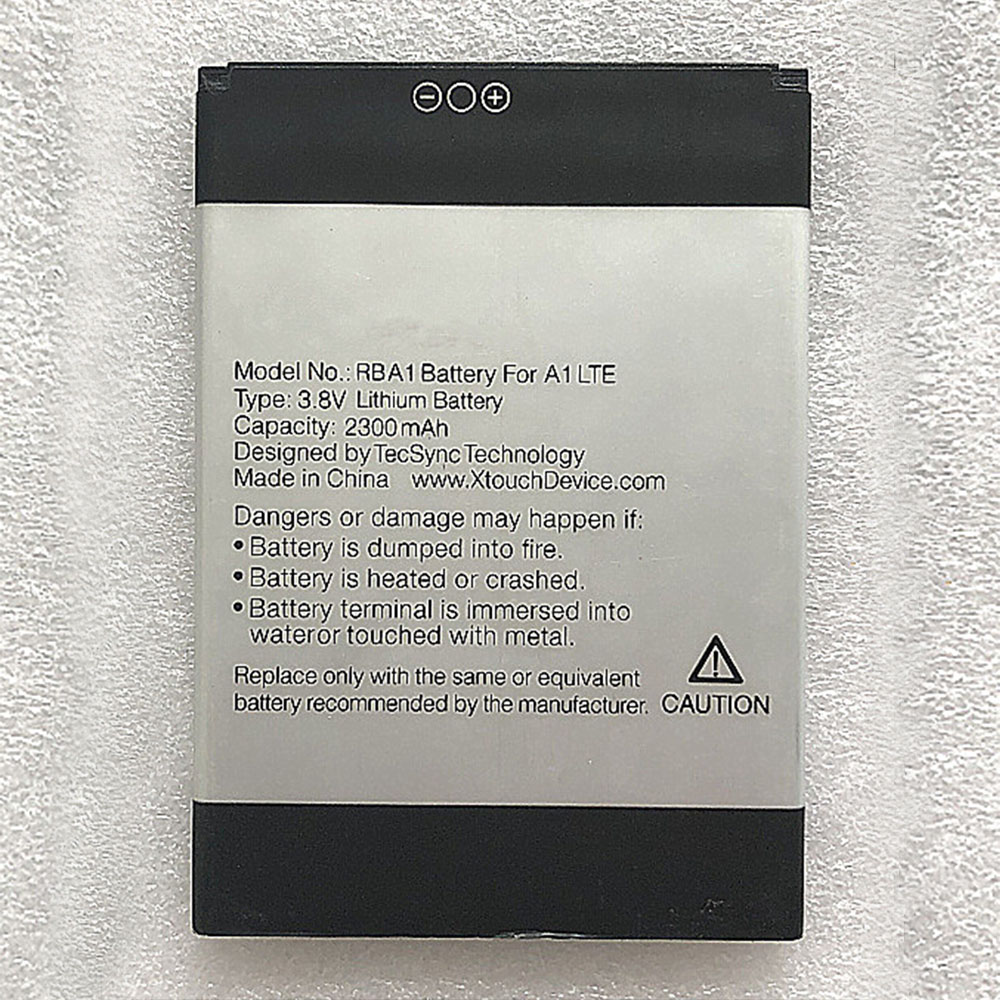 Model No.: RBA1 Battery For A1 LTE
Type: 3.8V Lithium Battery
Capacity: 2300mAh
Designed by TecSync Technology
Made in China www.XtouchDevice.com
Dangers or damage may happen if:
• Battery is dumped into fire.
• Battery is heated or crashed.
• Battery terminal is immersed into
wateror touched with metal.
Replace only with the same or equivalent
battery recommended by the manufacturer. CAUTION